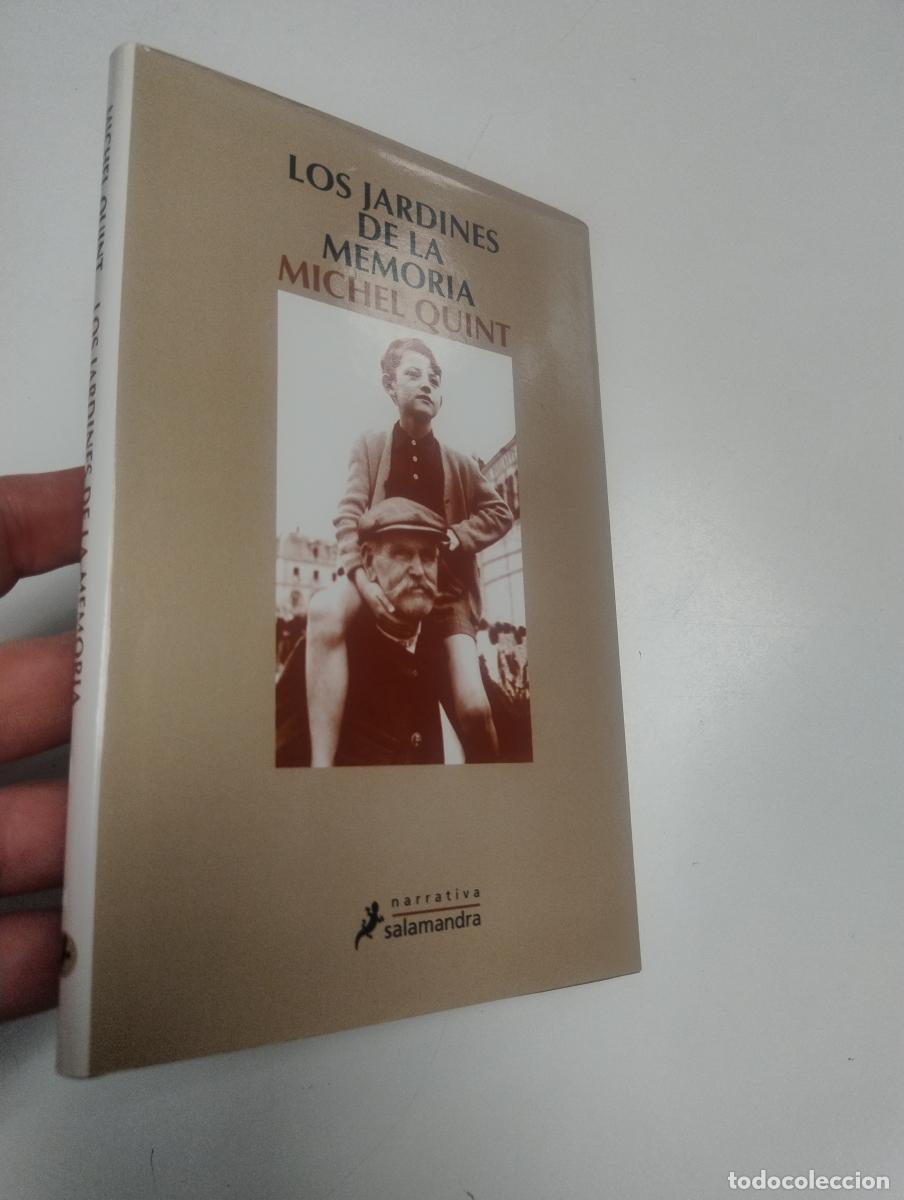 LOS JARDINES
DE LA
MEMORIA
MICHEL QUINT
MICHEL QUINT LOS JARDINES DE LA MEMORIA
narrativa
salamandra
todocoleccion